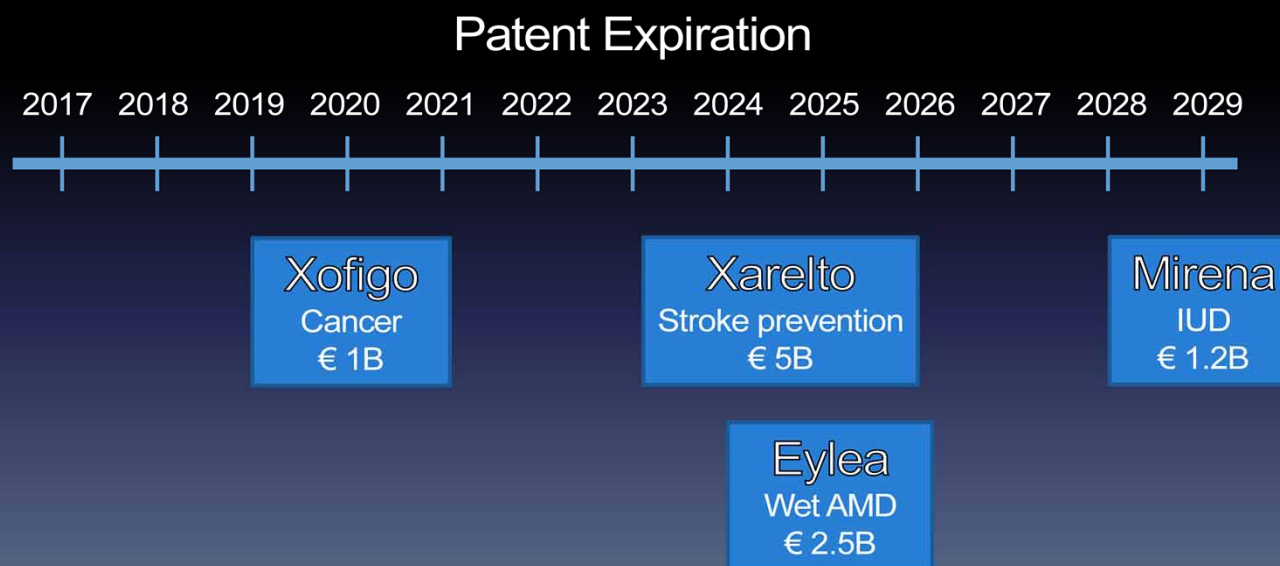 Patent Expiration
2017 2018 2019 2020 2021 2022 2023 2024 2025 2026 2027 2028 2029
Xofigo
Cancer
€ 1B
Xarelto
Stroke prevention
€ 5B
Mirena
IUD
€ 1.2B
Eylea
Wet AMD
€ 2.5B